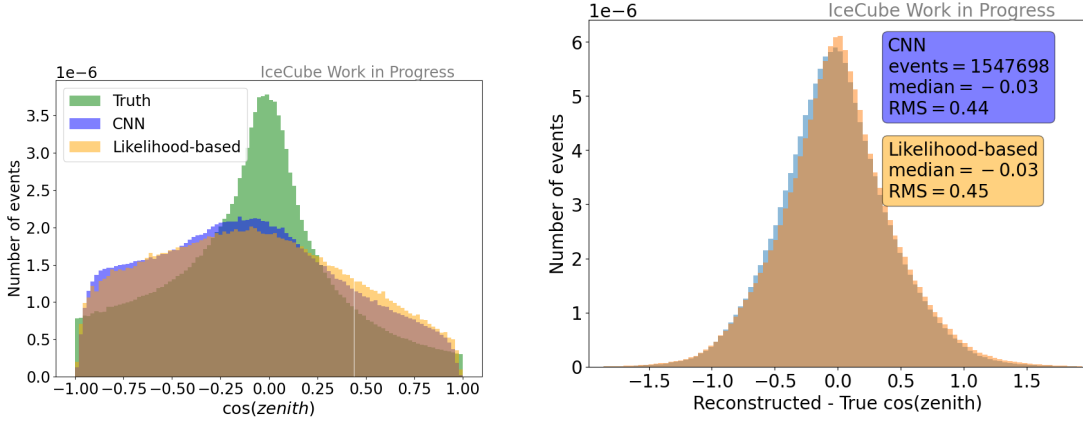 IceCube Work in Progress
1e−6
Truth
CNN
Likelihood-based
3.5
3.0
2.5
2.0
1.5
1.0
0.5
0.0
Number of events
−1.00 −0.75 −0.50 −0.25 0.00 0.25 0.50 0.75 1.00
cos(zenith)
IceCube Work in Progress
1e−6
CNN
events = 1547698
median = − 0.03
RMS = 0.44
Likelihood-based
median = − 0.03
RMS = 0.45
6
5
4
3
2
1
0
Number of events
−1.5 −1.0 −0.5 0.0 0.5 1.0 1.5
Reconstructed - True cos(zenith)